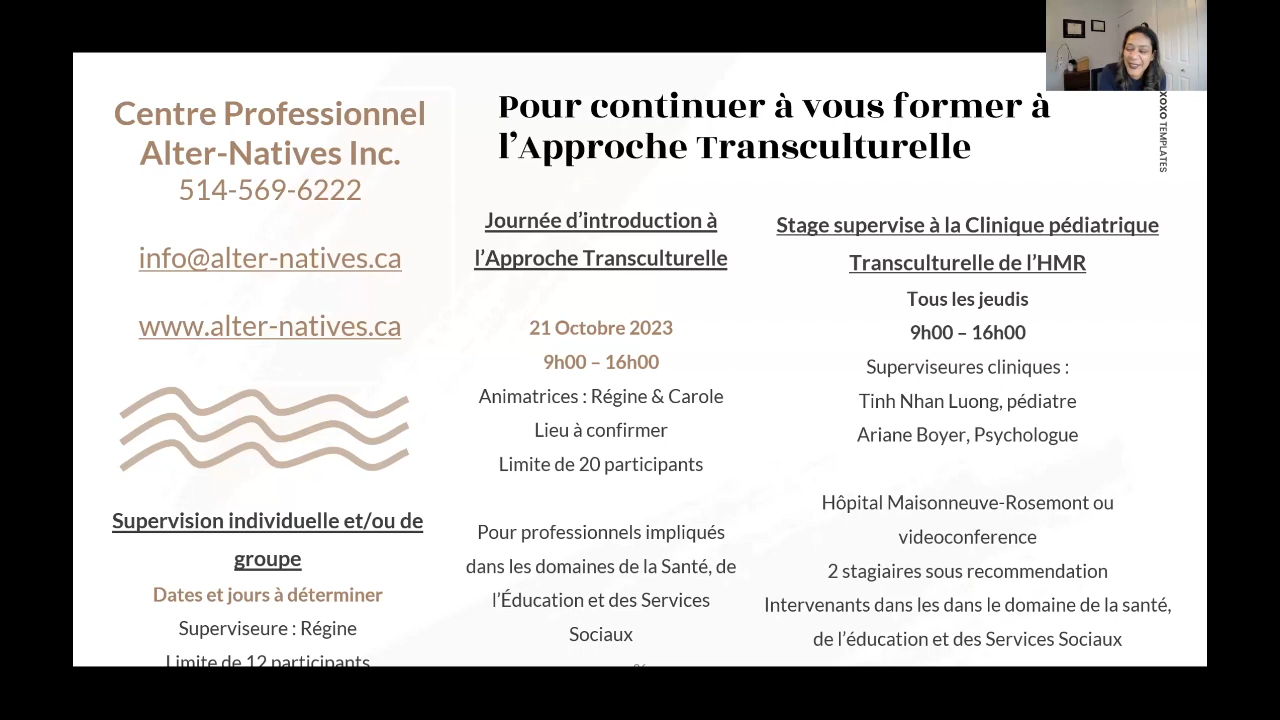 Centre Professionnel
Alter-Natives Inc.
514-569-6222
info@alter-natives.ca
www.alter-natives.ca
Supervision individuelle et/ou de
groupe
Dates et jours à déterminer
Superviseure : Régine
Limite de 12 participants
Pour continuer à vous former à
l’Approche Transculturelle
Journée d’introduction à
l’Approche Transculturelle
21 Octobre 2023
9h00 – 16h00
Animatrices : Régine & Carole
Lieu à confirmer
Limite de 20 participants
Pour professionnels impliqués
dans les domaines de la Santé, de
l’Éducation et des Services
Sociaux
Stage supervise à la Clinique pédiatrique
Transculturelle de l’HMR
Tous les jeudis
9h00 – 16h00
Superviseures cliniques :
Tinh Nhan Luong, pédiatre
Ariane Boyer, Psychologue
Hôpital Maisonneuve-Rosemont ou
videoconference
2 stagiaires sous recommendation
Intervenants dans les dans le domaine de la santé,
de l’éducation et des Services Sociaux
XOXO TEMPLATES